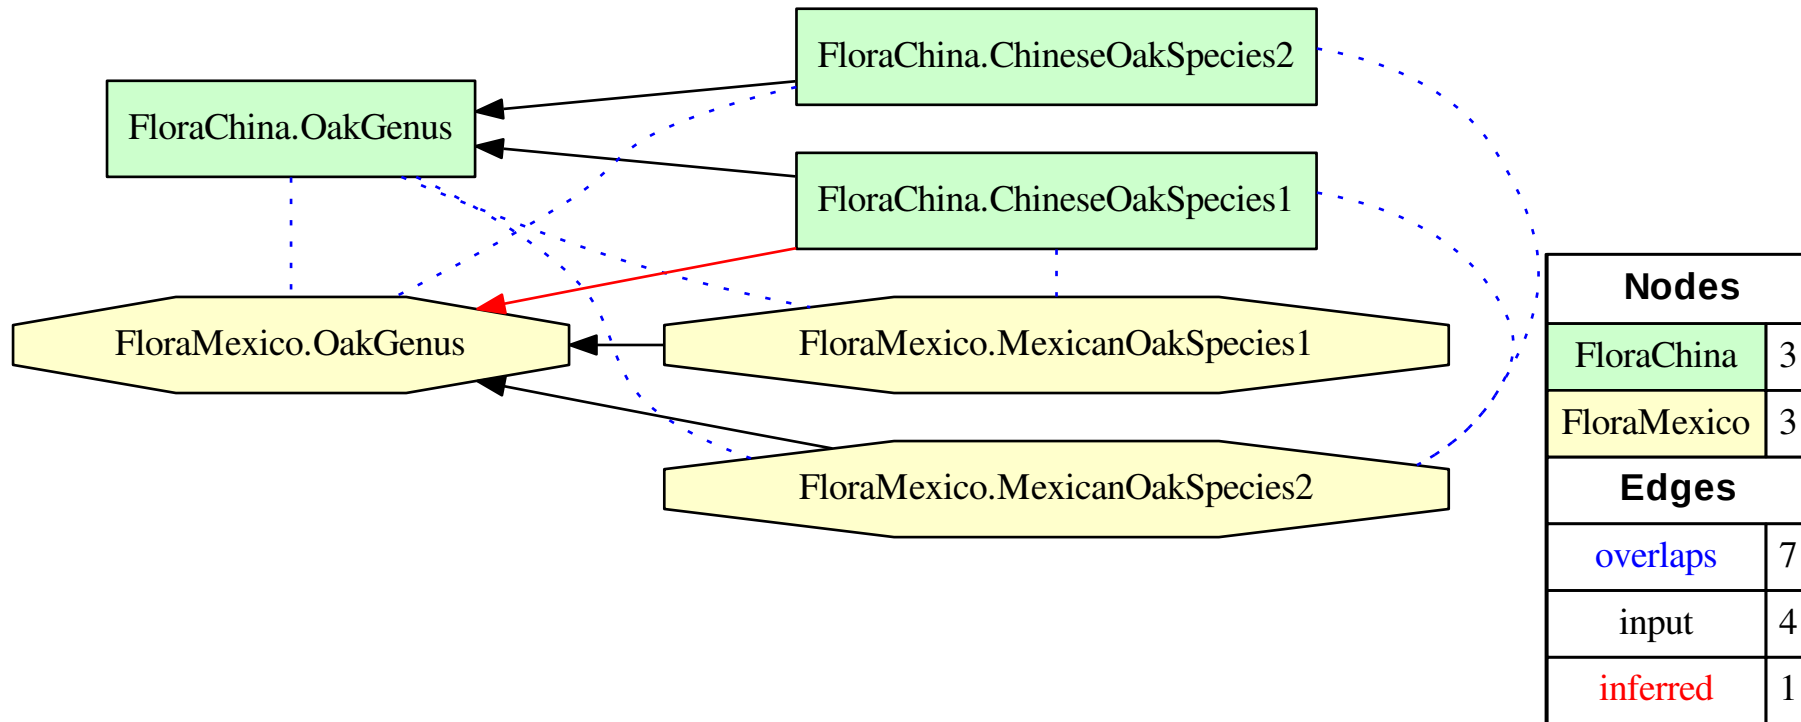 FloraChina.ChineseOakSpecies2
FloraChina.OakGenus
FloraChina.ChineseOakSpecies1
FloraMexico.OakGenus
FloraMexico.MexicanOakSpecies1
FloraMexico.MexicanOakSpecies2
Nodes
FloraChina 3
FloraMexico 3
Edges
overlaps 7
input 4
inferred 1